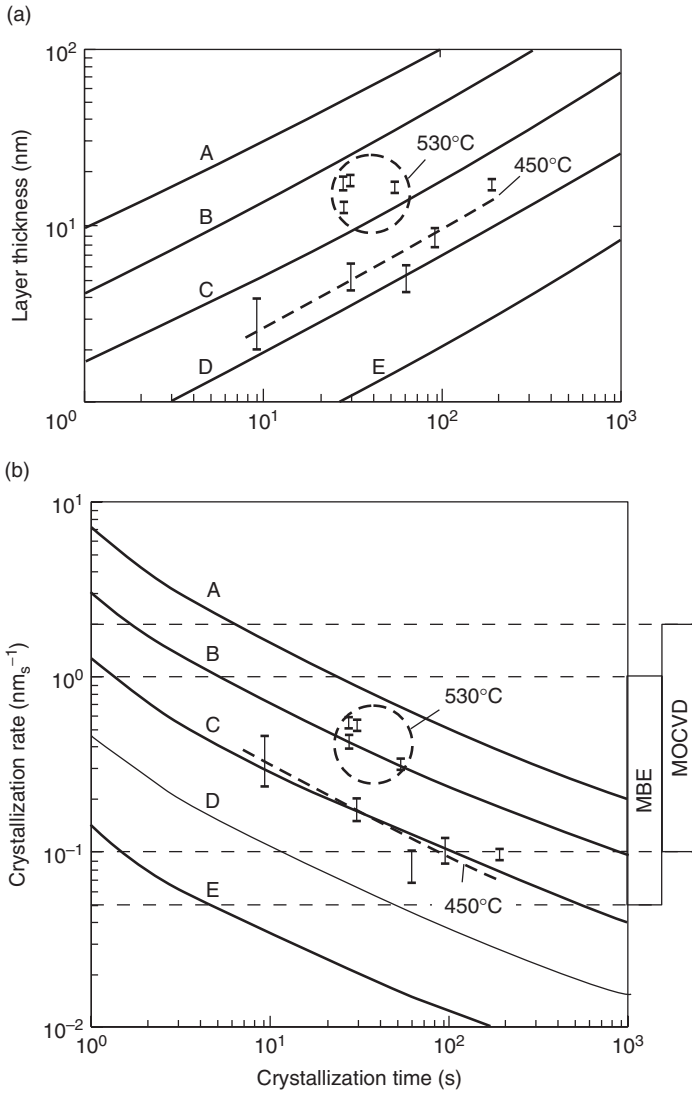 (a)
10²
Layer thickness (nm)
10¹
A
B
C
D
E
530°C
450°C
10⁰
10¹
10²
10³
(b)
10¹
Crystallization rate (nmₛ⁻¹)
10⁰
10⁻¹
10⁻²
A
B
C
D
E
530°C
450°C
MBE
MOCVD
10⁰
10¹
10²
10³
Crystallization time (s)